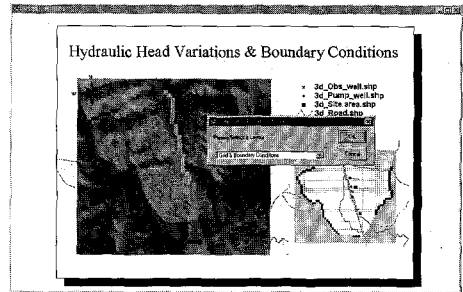 Hydraulic Head Variations & Boundary Conditions
3d_Obs_well.shp
3d_Pump_well.shp
3d_Site area.shp
3d_Road.shp
Grid & Boundary Conditions